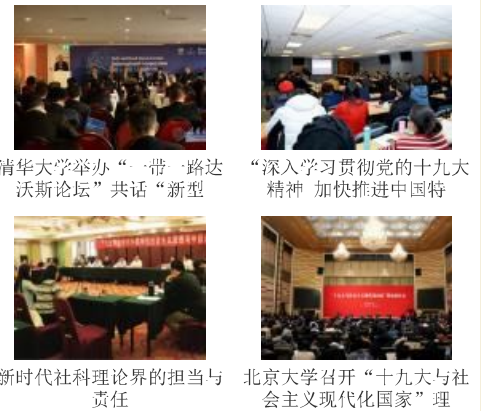 清华大学举办“一带一路达
沃斯论坛”共话“新型
“深入学习贯彻党的十九大
精神 加快推进中国特
新时代社科理论界的担当与
责任
北京大学召开“十九大与社
会主义现代化国家”理